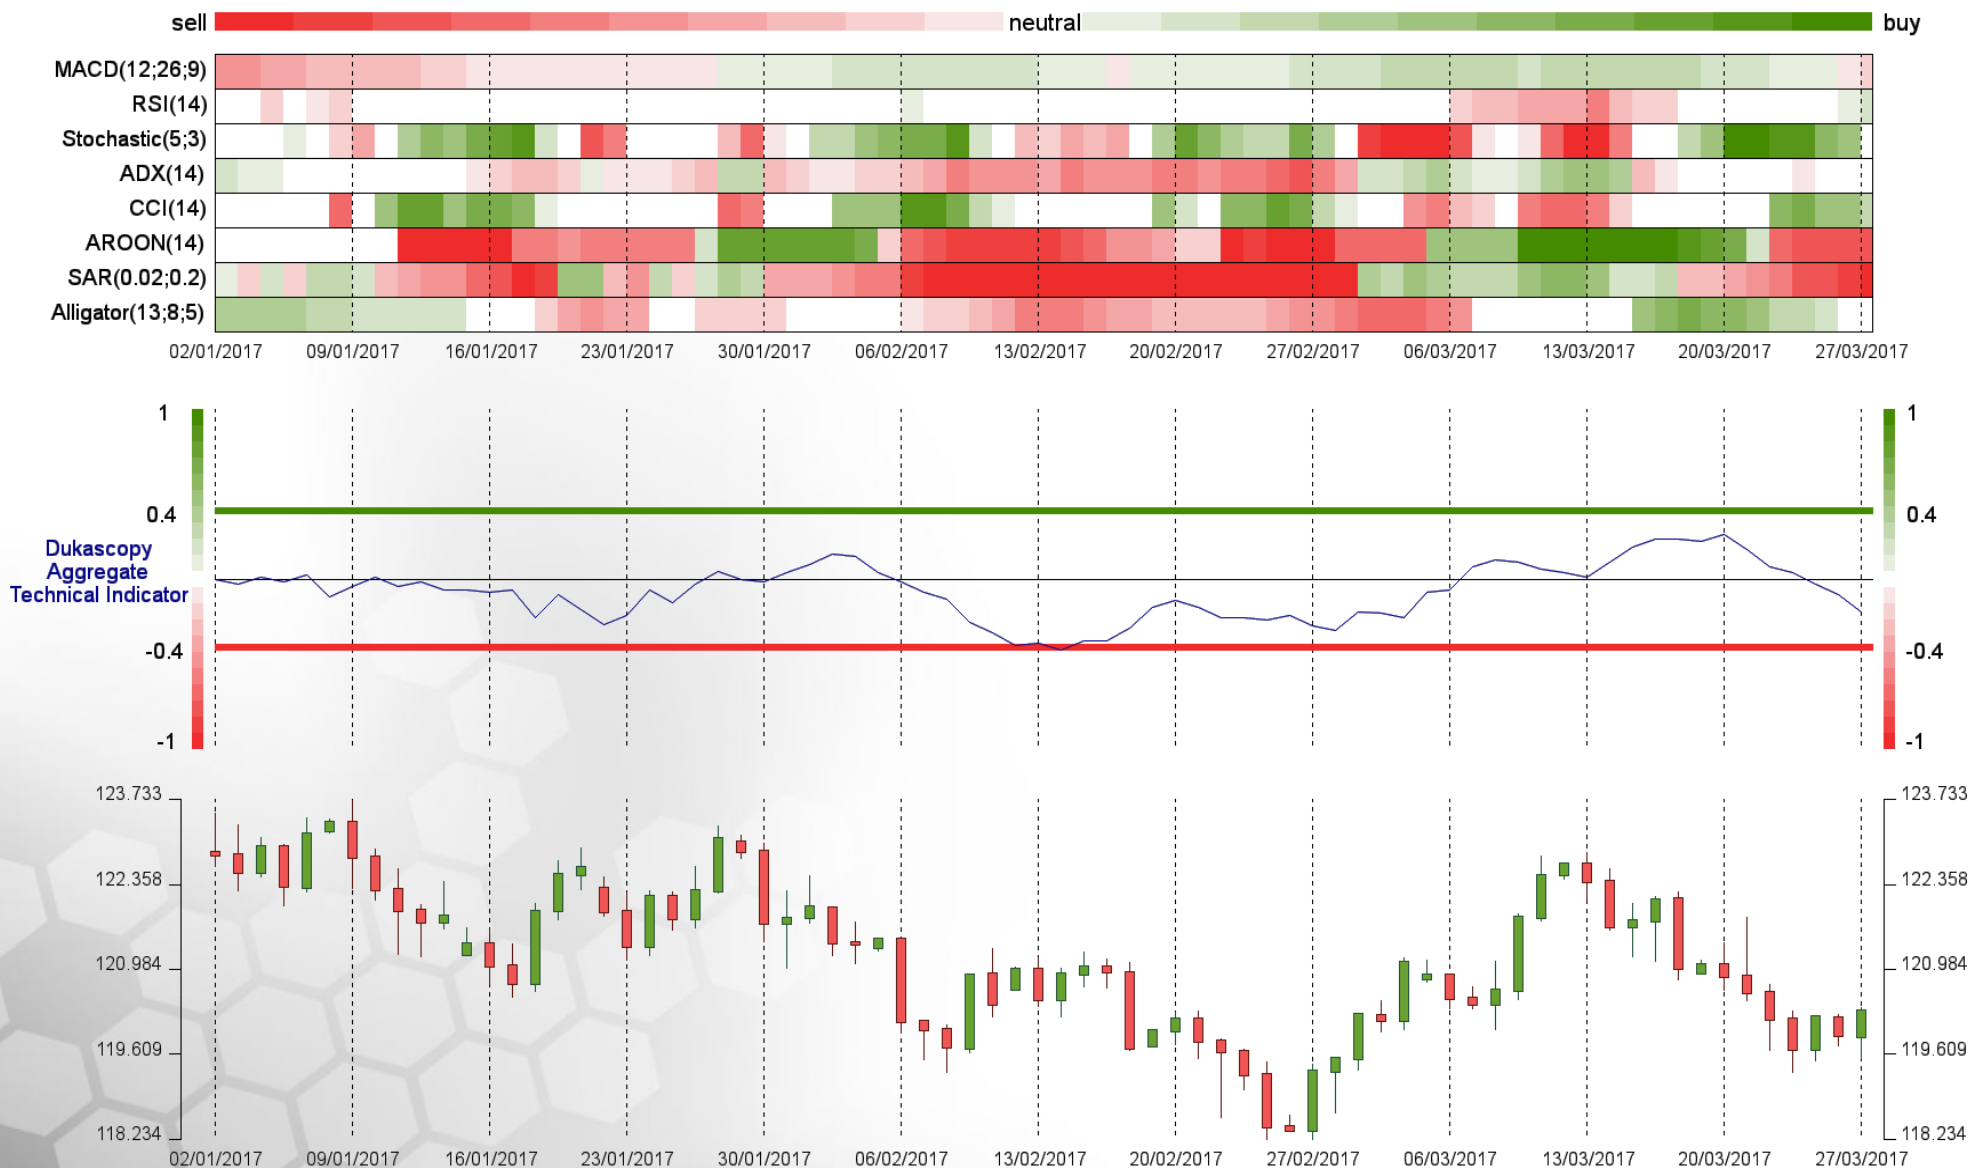 sell neutral buy
MACD(12;26;9)
RSI(14)
Stochastic(5;3)
ADX(14)
CCI(14)
AROON(14)
SAR(0.02;0.2)
Alligator(13;8;5)
02/01/2017 09/01/2017 16/01/2017 23/01/2017 30/01/2017 06/02/2017 13/02/2017 20/02/2017 27/02/2017 06/03/2017 13/03/2017 20/03/2017 27/03/2017
1 1
0.4 0.4
Dukascopy
Aggregate
Technical Indicator
-0.4 -0.4
-1 -1
123.733 123.733
122.358 122.358
120.984 120.984
119.609 119.609
118.234 118.234
02/01/2017 09/01/2017 16/01/2017 23/01/2017 30/01/2017 06/02/2017 13/02/2017 20/02/2017 27/02/2017 06/03/2017 13/03/2017 20/03/2017 27/03/2017